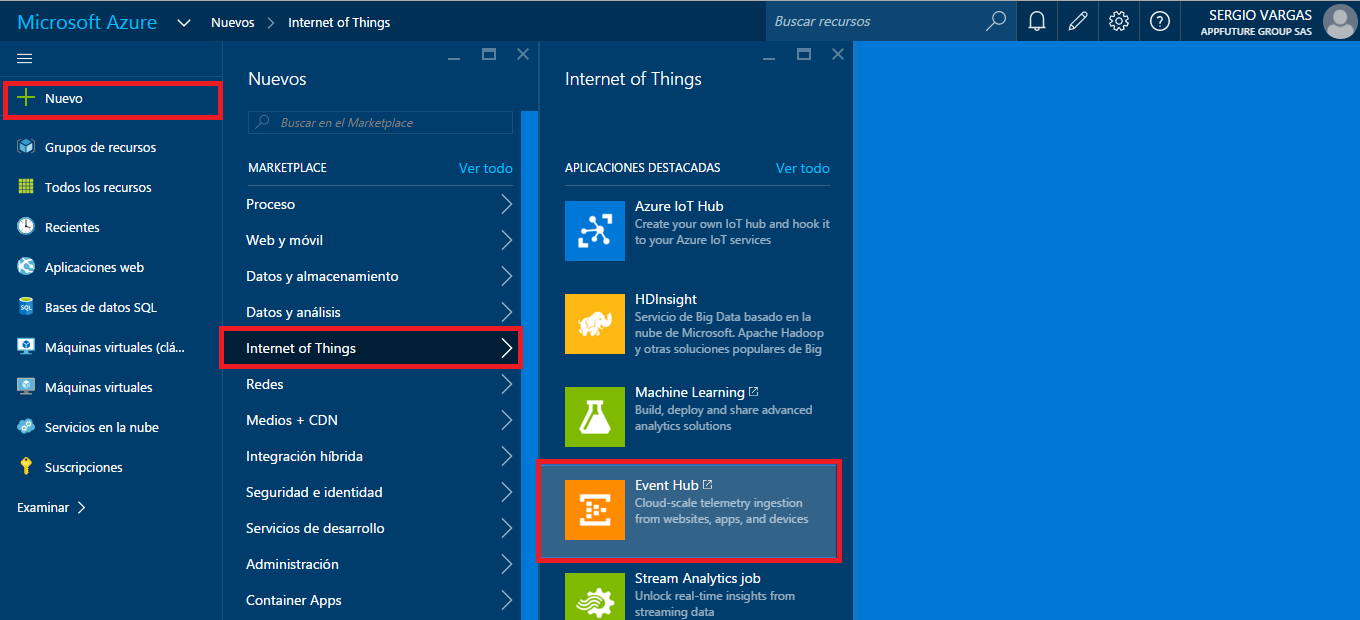 Microsoft Azure
Nuevos > Internet of Things
Buscar recursos
SERGIO VARGAS
APPFUTURE GROUP SAS
Nuevo
Grupos de recursos
Todos los recursos
Recientes
Aplicaciones web
Bases de datos SQL
SQL
Máquinas virtuales (clá...
Máquinas virtuales
Servicios en la nube
Suscripciones
Examinar
Nuevos
Buscar en el Marketplace
MARKETPLACE
Ver todo
Proceso
Web y móvil
Datos y almacenamiento
Datos y análisis
Internet of Things
Redes
Medios + CDN
Integración híbrida
Seguridad e identidad
Servicios de desarrollo
Administración
Container Apps
Internet of Things
APLICACIONES DESTACADAS
Ver todo
Azure IoT Hub
Create your own IoT hub and hook it
to your Azure IoT services
HDInsight
Servicio de Big Data basado en la
nube de Microsoft. Apache Hadoop
y otras soluciones populares de Big
Machine Learning
Build, deploy and share advanced
analytics solutions
Event Hub
Cloud-scale telemetry ingestion
from websites, apps, and devices
Stream Analytics job
Unlock real-time insights from
streaming data